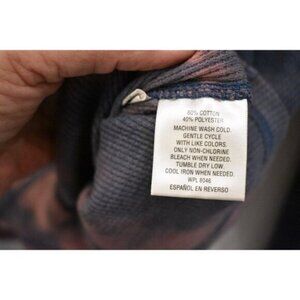 60% COTTON
40% POLYESTER
MACHINE WASH COLD.
GENTLE CYCLE
WITH LIKE COLORS.
ONLY NON-CHLORINE
BLEACH WHEN NEEDED.
TUMBLE DRY LOW.
COOL IRON WHEN NEEDED.
WPL 8046
ESPAÑOL EN REVERSO